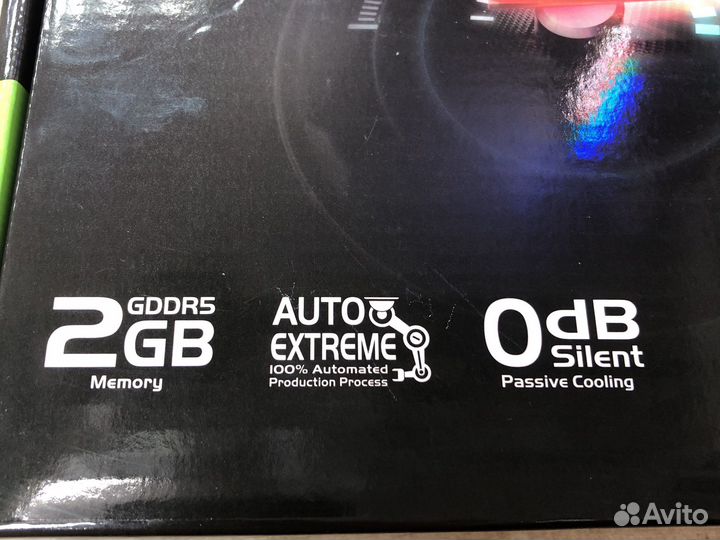 2GB GDDR5
Memory
AUTO
EXTREME
100% Automated
Production Process
0dB
Silent
Passive Cooling
Avito